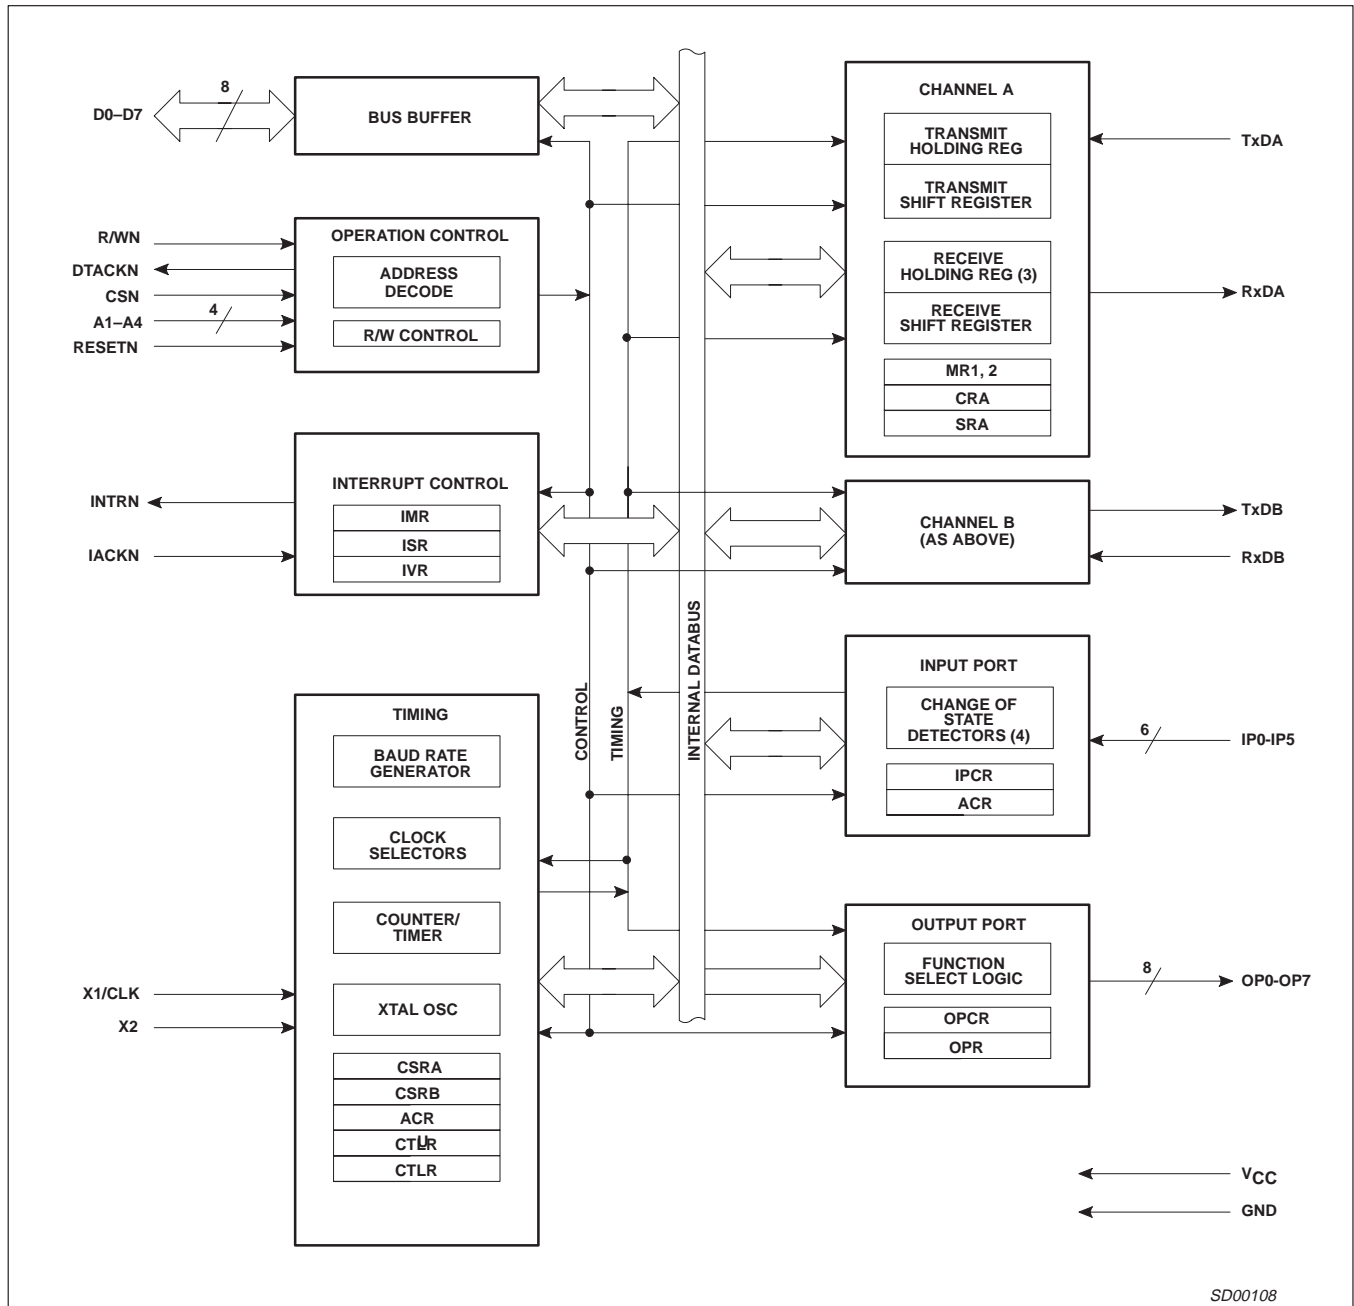 D0–D7
8
BUS BUFFER
R/WN
DTACKN
CSN
A1–A4
4
RESETN
OPERATION CONTROL
ADDRESS
DECODE
R/W CONTROL
INTRN
IACKN
INTERRUPT CONTROL
IMR
ISR
IVR
TIMING
BAUD RATE
GENERATOR
CLOCK
SELECTORS
COUNTER/
TIMER
X1/CLK
X2
XTAL OSC
CSRA
CSRB
ACR
CTLR
CONTROL
TIMING
INTERNAL DATABUS
CHANNEL A
TRANSMIT
HOLDING REG
TRANSMIT
SHIFT REGISTER
RECEIVE
HOLDING REG (3)
RECEIVE
SHIFT REGISTER
MR1, 2
CRA
SRA
TxDA
RxDA
CHANNEL B
(AS ABOVE)
TxDB
RxDB
INPUT PORT
CHANGE OF
STATE
DETECTORS (4)
IPCR
ACR
6
IP0-IP5
OUTPUT PORT
FUNCTION
SELECT LOGIC
OPCR
OPR
8
OP0-OP7
VCC
GND
SD00108